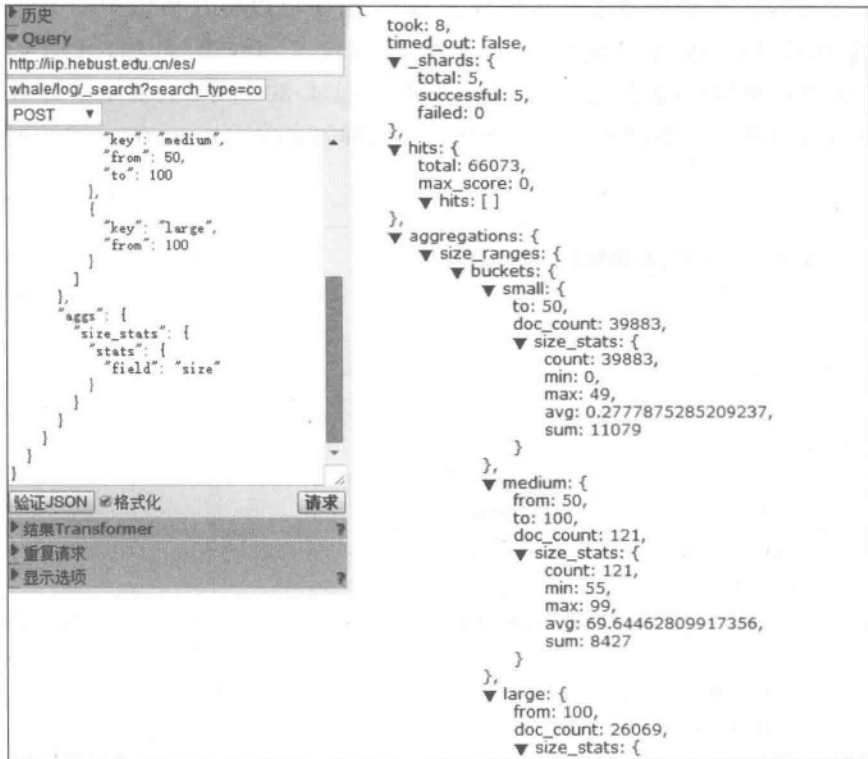 历史
Query
http://iip.hebust.edu.cn/es/
whale/log/_search?search_type=co
POST
"key": "medium",
"from": 50,
"to": 100
},
{
"key": "large",
"from": 100
}
]
},
"aggs": {
"size_stats": {
"stats": {
"field": "size"
}
}
}
}
}
}
验证JSON 格式化 请求
结果Transformer ?
重复请求
显示选项 ?
{
took: 8,
timed_out: false,
_shards: {
total: 5,
successful: 5,
failed: 0
},
hits: {
total: 66073,
max_score: 0,
hits: [ ]
},
aggregations: {
size_ranges: {
buckets: {
small: {
to: 50,
doc_count: 39883,
size_stats: {
count: 39883,
min: 0,
max: 49,
avg: 0.2777875285209237,
sum: 11079
}
},
medium: {
from: 50,
to: 100,
doc_count: 121,
size_stats: {
count: 121,
min: 55,
max: 99,
avg: 69.64462809917356,
sum: 8427
}
},
large: {
from: 100,
doc_count: 26069,
size_stats: {